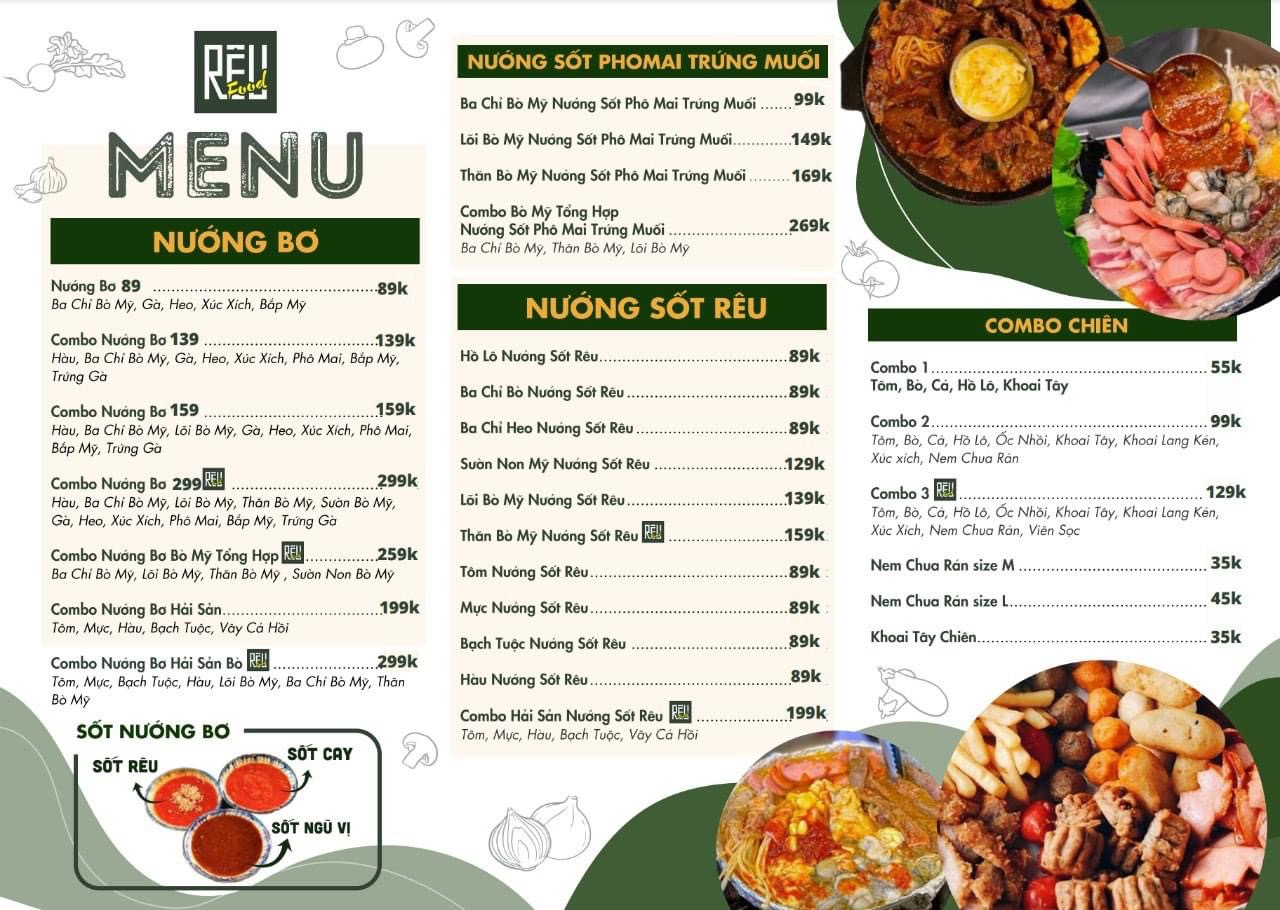 RÊU
Food
MENU
NƯỚNG BƠ
Nướng Bơ 89 ........ 89k
Ba Chỉ Bò Mỹ, Gà, Heo, Xúc Xích, Bắp Mỹ
Combo Nướng Bơ 139 ........ 139k
Hàu, Ba Chỉ Bò Mỹ, Gà, Heo, Xúc Xích, Phô Mai, Bắp Mỹ,
Trứng Gà
Combo Nướng Bơ 159 ........ 159k
Hàu, Ba Chỉ Bò Mỹ, Lõi Bò Mỹ, Gà, Heo, Xúc Xích, Phô Mai,
Bắp Mỹ, Trứng Gà
Combo Nướng Bơ 299 RÊU ........ 299k
Hàu, Ba Chỉ Bò Mỹ, Lõi Bò Mỹ, Thăn Bò Mỹ, Sườn Bò Mỹ,
Gà, Heo, Xúc Xích, Phô Mai, Bắp Mỹ, Trứng Gà
Combo Nướng Bơ Bò Mỹ Tổng Hợp RÊU ........ 259k
Ba Chỉ Bò Mỹ, Lõi Bò Mỹ, Thăn Bò Mỹ , Sườn Non Bò Mỹ
Combo Nướng Bơ Hải Sản ........ 199k
Tôm, Mực, Hàu, Bạch Tuộc, Vây Cá Hồi
Combo Nướng Bơ Hải Sản Bò RÊU ........ 299k
Tôm, Mực, Bạch Tuộc, Hàu, Lõi Bò Mỹ, Ba Chỉ Bò Mỹ, Thăn
Bò Mỹ
SỐT NƯỚNG BƠ
SỐT RÊU
SỐT CAY
SỐT NGŨ VỊ
NƯỚNG SỐT PHOMAI TRỨNG MUỐI
Ba Chỉ Bò Mỹ Nướng Sốt Phô Mai Trứng Muối ........ 99k
Lõi Bò Mỹ Nướng Sốt Phô Mai Trứng Muối ........ 149k
Thăn Bò Mỹ Nướng Sốt Phô Mai Trứng Muối ........ 169k
Combo Bò Mỹ Tổng Hợp
Nướng Sốt Phô Mai Trứng Muối ........ 269k
Ba Chỉ Bò Mỹ, Thăn Bò Mỹ, Lõi Bò Mỹ
NƯỚNG SỐT RÊU
Hồ Lô Nướng Sốt Rêu ........ 89k
Ba Chỉ Bò Nướng Sốt Rêu ........ 89k
Ba Chỉ Heo Nướng Sốt Rêu ........ 89k
Sườn Non Mỹ Nướng Sốt Rêu ........ 129k
Lõi Bò Mỹ Nướng Sốt Rêu ........ 139k
Thăn Bò Mỹ Nướng Sốt Rêu RÊU ........ 159k
Tôm Nướng Sốt Rêu ........ 89k
Mực Nướng Sốt Rêu ........ 89k
Bạch Tuộc Nướng Sốt Rêu ........ 89k
Hàu Nướng Sốt Rêu ........ 89k
Combo Hải Sản Nướng Sốt Rêu RÊU ........ 199k
Tôm, Mực, Hàu, Bạch Tuộc, Vây Cá Hồi
COMBO CHIÊN
Combo 1 ........ 55k
Tôm, Bò, Cá, Hồ Lô, Khoai Tây
Combo 2 ........ 99k
Tôm, Bò, Cá, Hồ Lô, Ốc Nhồi, Khoai Tây, Khoai Lang Kén,
Xúc xích, Nem Chua Rán
Combo 3 RÊU ........ 129k
Tôm, Bò, Cá, Hồ Lô, Ốc Nhồi, Khoai Tây, Khoai Lang Kén,
Xúc Xích, Nem Chua Rán, Viên Sọc
Nem Chua Rán size M ........ 35k
Nem Chua Rán size L ........ 45k
Khoai Tây Chiên ........ 35k